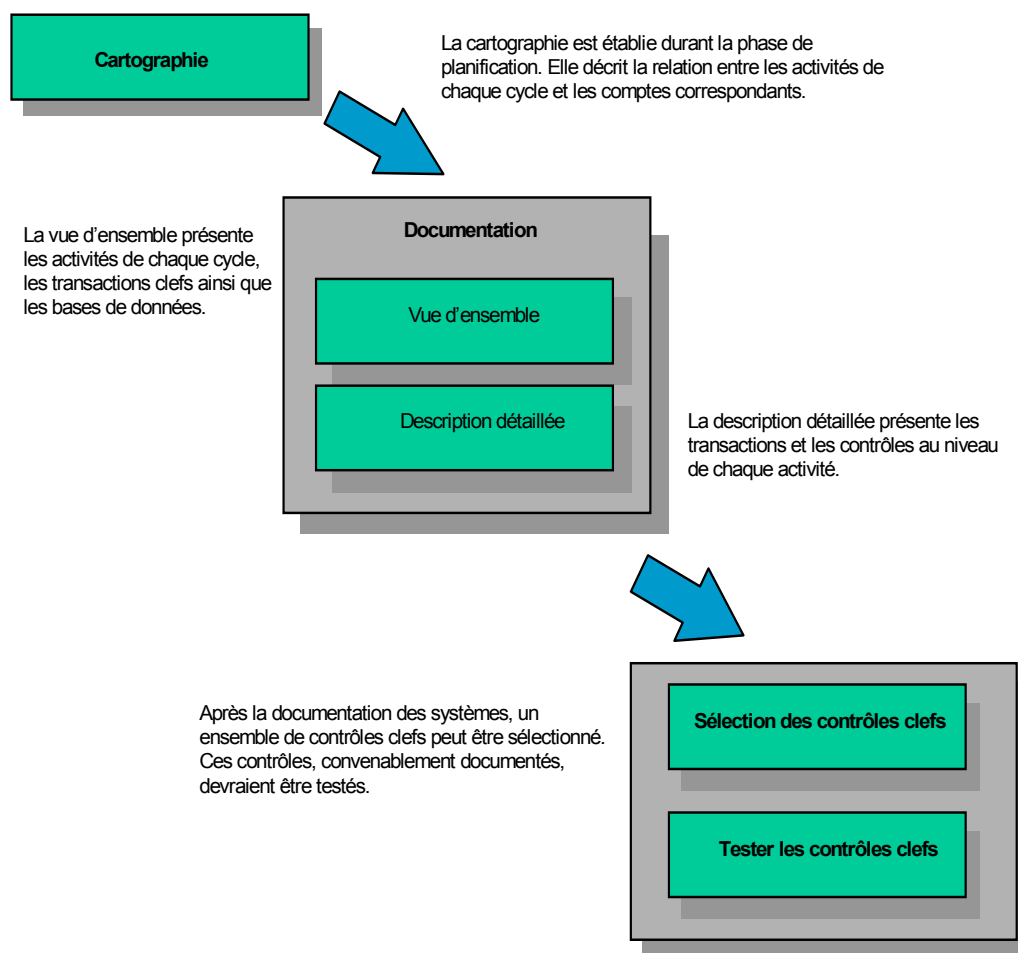 Cartographie
La cartographie est établie durant la phase de
planification. Elle décrit la relation entre les activités de
chaque cycle et les comptes correspondants.
La vue d'ensemble présente
les activités de chaque cycle,
les transactions clefs ainsi que
les bases de données.
Documentation
Vue d'ensemble
Description détaillée
La description détaillée présente les
transactions et les contrôles au niveau
de chaque activité.
Après la documentation des systèmes, un
ensemble de contrôles clefs peut être sélectionné.
Ces contrôles, convenablement documentés,
devraient être testés.
Sélection des contrôles clefs
Tester les contrôles clefs